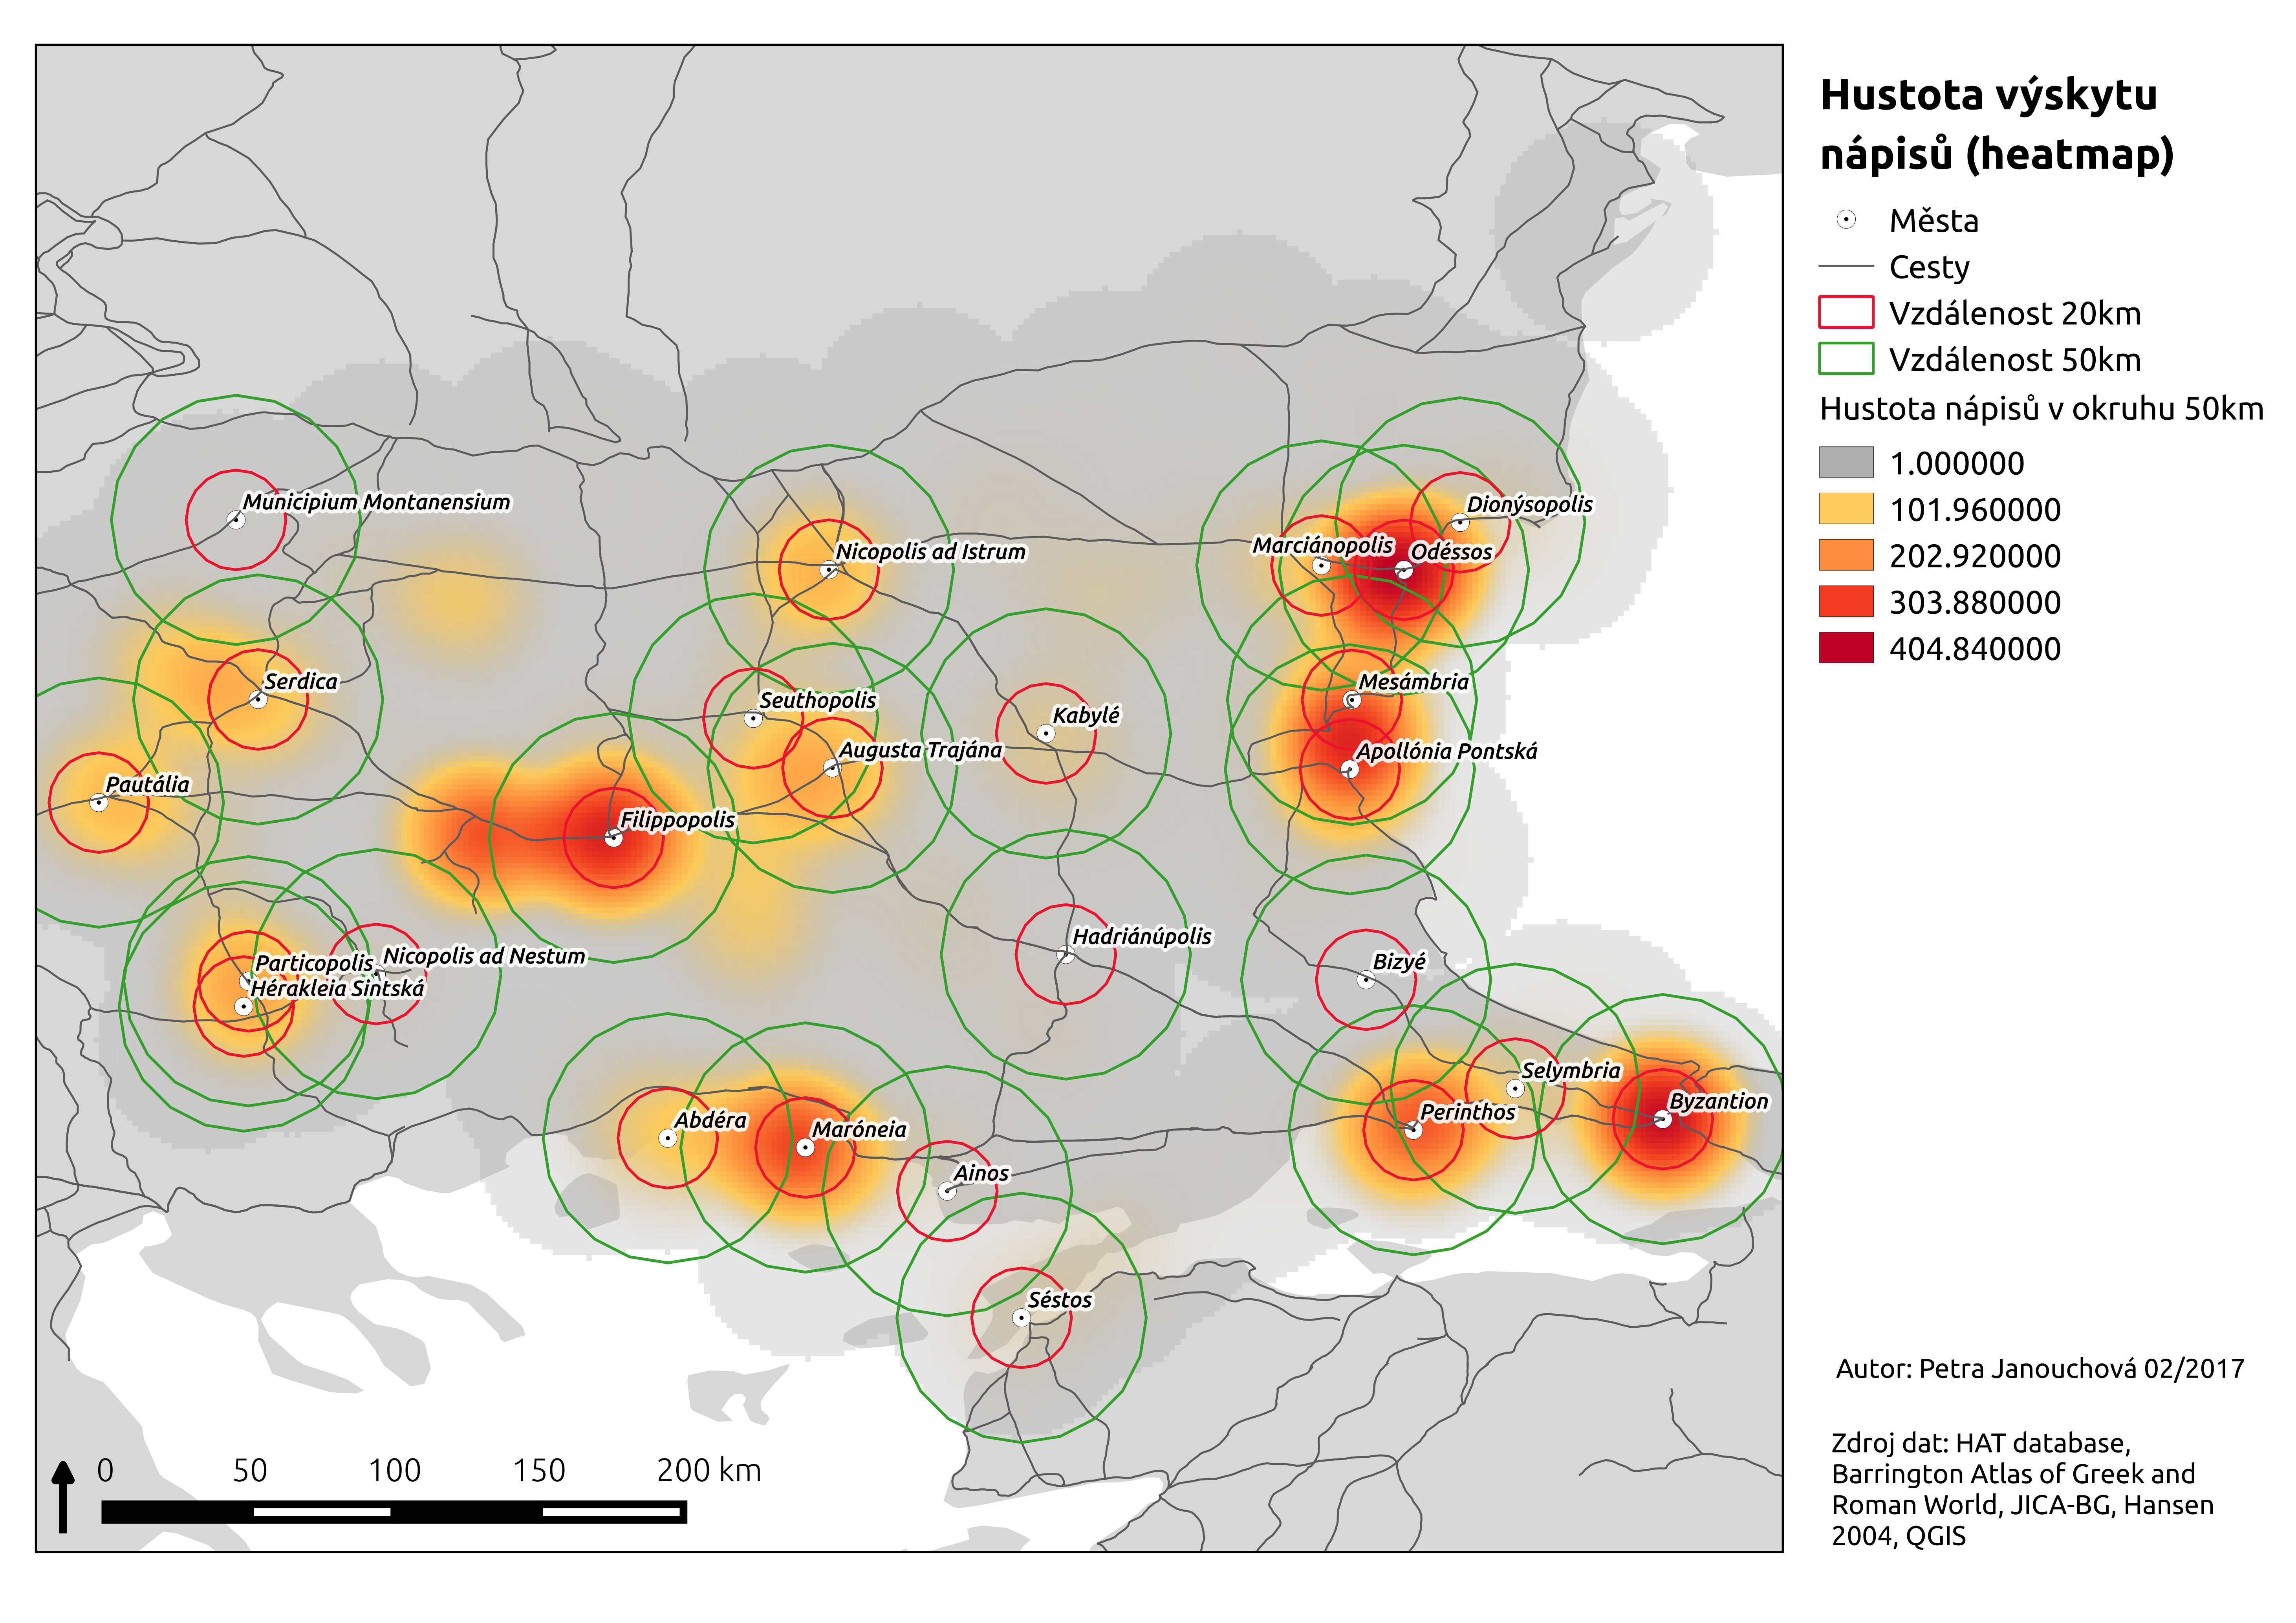 Hustota výskytu
nápisů (heatmap)
Města
Cesty
Vzdálenost 20km
Vzdálenost 50km
Hustota nápisů v okruhu 50km
1.000000
101.960000
202.920000
303.880000
404.840000
Municipium Montanensium
Dionýsopolis
Nicopolis ad Istrum
Marciánopolis
Odéssos
Serdica
Mesámbria
Seuthopolis
Kabylé
Augusta Trajána
Apollónia Pontská
Pautália
Filippopolis
Hadriánúpolis
Particopolis
Nicopolis ad Nestum
Bizyé
Hérakleia Sintská
Selymbria
Abdéra
Perinthos
Byzantion
Maróneia
Ainos
Séstos
0 50 100 150 200 km
Autor: Petra Janouchová 02/2017
Zdroj dat: HAT database,
Barrington Atlas of Greek and
Roman World, JICA-BG, Hansen
2004, QGIS